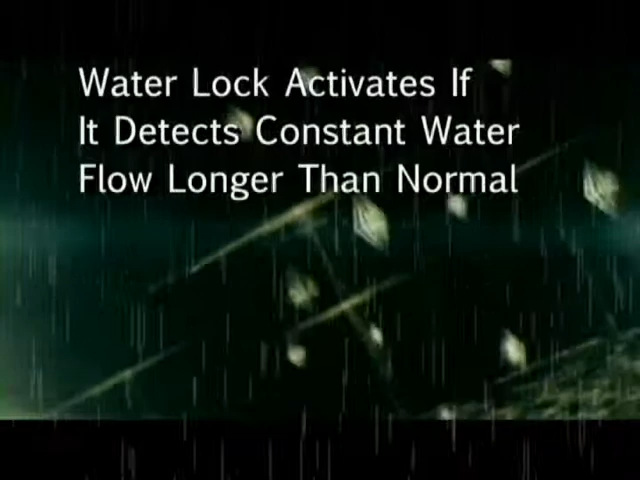 Water Lock Activates If
It Detects Constant Water
Flow Longer Than Normal